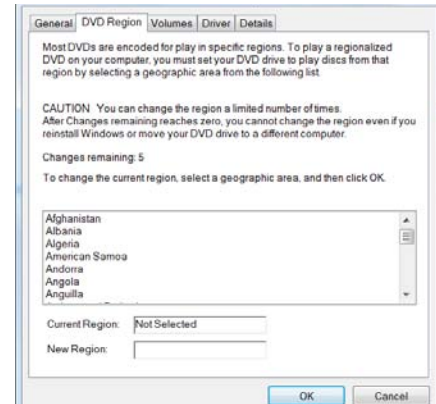 General DVD Region Volumes Driver Details
Most DVDs are encoded for play in specific regions. To play a regionalized
DVD on your computer, you must set your DVD drive to play discs from that
region by selecting a geographic area from the following list.
CAUTION You can change the region a limited number of times.
After Changes remaining reaches zero, you cannot change the region even if you
reinstall Windows or move your DVD drive to a different computer.
Changes remaining: 5
To change the current region, select a geographic area, and then click OK.
Afghanistan
Albania
Algeria
American Samoa
Andorra
Angola
Anguilla
Current Region: Not Selected
New Region:
OK Cancel